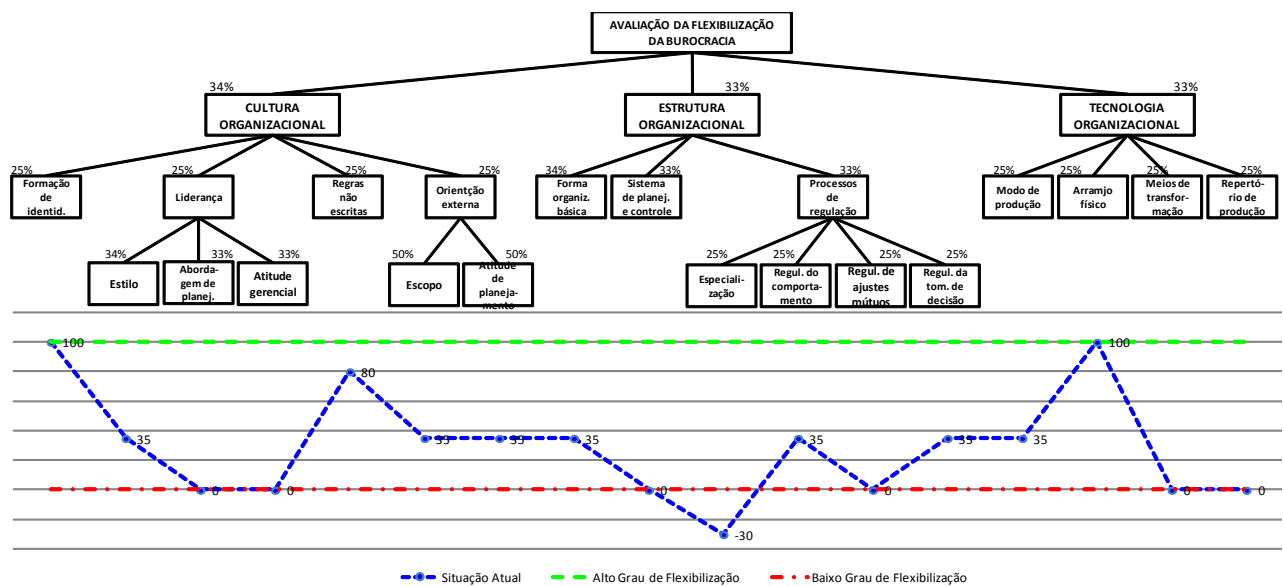 AVALIAÇÃO DA FLEXIBILIZAÇÃO
DA BUROCRACIA
34%
33%
33%
CULTURA
ORGANIZACIONAL
ESTRUTURA
ORGANIZACIONAL
TECNOLOGIA
ORGANIZACIONAL
25%
25%
25%
25%
34%
33%
33%
25%
25%
25%
25%
Formação
de
identid.
Liderança
Regras
não
escritas
Orientção
externa
Forma
organiz.
básica
Sistema
de planej.
e controle
Processos
de
regulação
Modo de
produção
Arramjo
físico
Meios de
transfor-
mação
Repertó-
rio de
produção
34%
33%
33%
50%
50%
25%
25%
25%
25%
Estilo
Aborda-
gem de
planej.
Atitude
gerencial
Escopo
Atitude
de
planeja-
mento
Especiali-
zação
Regul. do
comporta-
mento
Regul. de
ajustes
mútuos
Regul. da
tom. de
decisão
100
35
0
0
80
35
35
35
0
-30
35
0
35
35
100
0
0
Situação Atual
Alto Grau de Flexibilização
Baixo Grau de Flexibilização